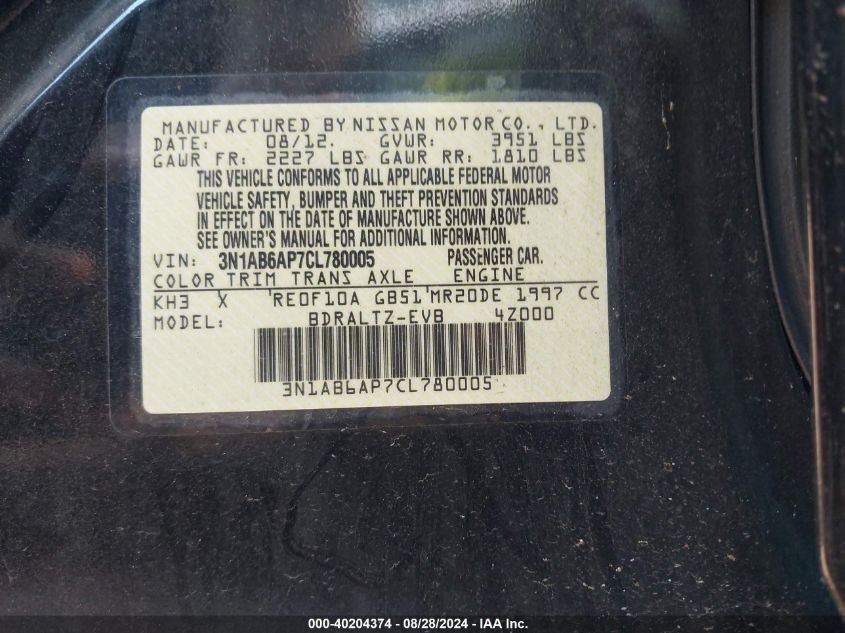 MANUFACTURED BY NISSAN MOTOR CO., LTD.
DATE: 08/12. GVWR: 3951 LBS
GAWR FR: 2227 LBS GAWR RR: 1810 LBS
THIS VEHICLE CONFORMS TO ALL APPLICABLE FEDERAL MOTOR
VEHICLE SAFETY, BUMPER AND THEFT PREVENTION STANDARDS
IN EFFECT ON THE DATE OF MANUFACTURE SHOWN ABOVE.
SEE OWNER'S MANUAL FOR ADDITIONAL INFORMATION.
VIN: 3N1AB6AP7CL780005 PASSENGER CAR.
COLOR TRIM TRANS AXLE ENGINE
KH3 X RE0F10A GB51 MR20DE 1997 CC
MODEL: BDRALTZ-EVB 4Z000
3N1AB6AP7CL780005
000-40204374 - 08/28/2024 - IAA Inc.